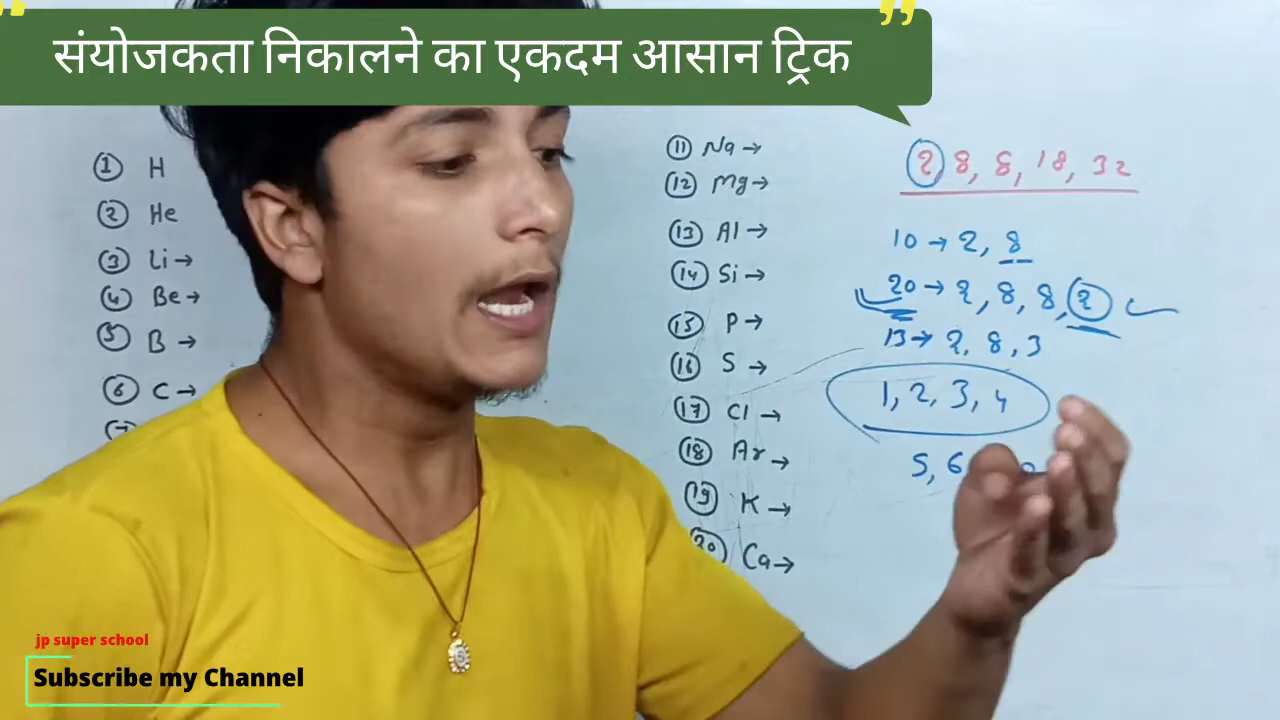 संयोजकता निकालने का एकदम आसान ट्रिक
① H
② He
③ Li →
④ Be →
⑤ B →
⑥ C →
⑪ Na →
⑫ Mg →
⑬ Al →
⑭ Si →
⑮ P →
⑯ S →
⑰ Cl →
⑱ Ar →
⑲ K →
⑳ Ca →
2, 8, 8, 18, 32
10 → 2, 8
20 → 2, 8, 8, 2
13 → 2, 8, 3
1, 2, 3, 4
5, 6
jp super school
Subscribe my Channel